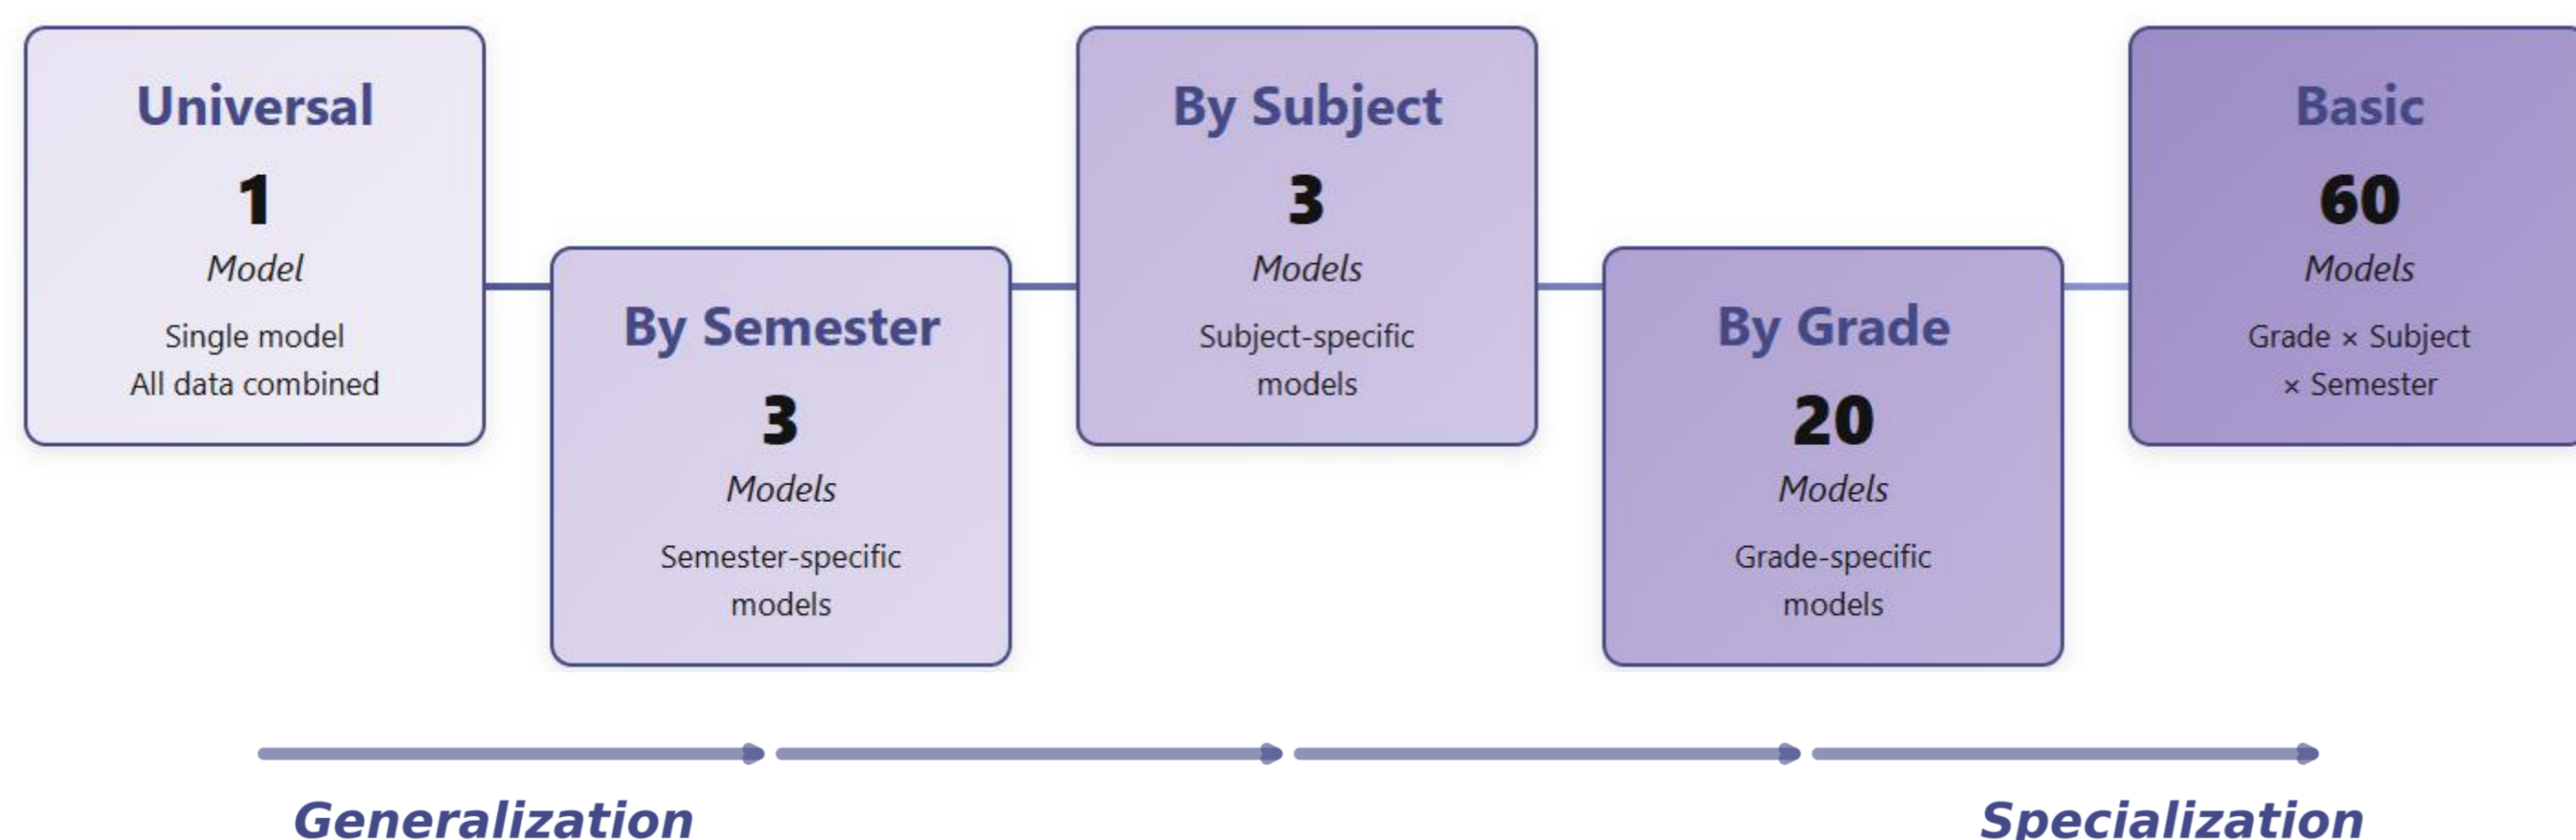 Universal
1
Model
Single model
All data combined
By Semester
3
Models
Semester-specific
models
By Subject
3
Models
Subject-specific
models
By Grade
20
Models
Grade-specific
models
Basic
60
Models
Grade × Subject
× Semester
Generalization
Specialization